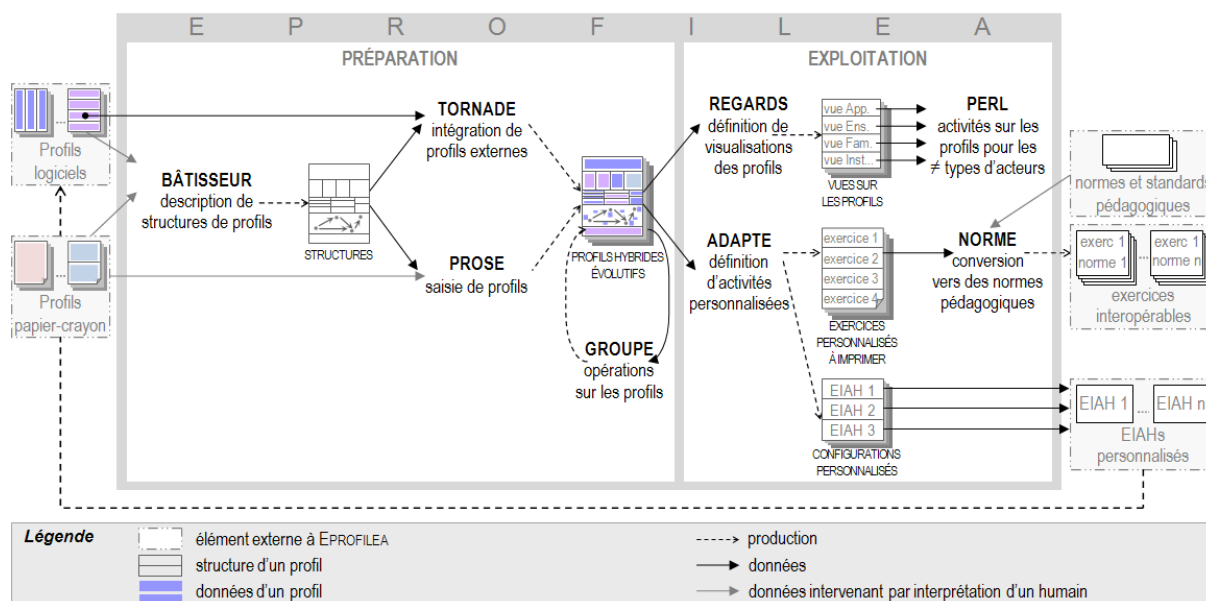 E P R O F I L E A
PRÉPARATION
EXPLOITATION
...
Profils
logiciels
...
Profils
papier-crayon
BÂTISSEUR
description de
structures de profils
STRUCTURES
TORNADE
intégration de
profils externes
PROSE
saisie de profils
PROFILS HYBRIDES
ÉVOLUTIFS
GROUPE
opérations
sur les profils
REGARDS
définition de
visualisations
des profils
vue App.
vue Ens.
vue Fam.
vue Inst...
VUES SUR
LES PROFILS
PERL
activités sur les
profils pour les
≠ types d'acteurs
ADAPTE
définition
d'activités
personnalisées
exercice 1
exercice 2
exercice 3
exercice 4
EXERCICES
PERSONNALISÉS
À IMPRIMER
NORME
conversion
vers des normes
pédagogiques
EIAH 1
EIAH 2
EIAH 3
CONFIGURATIONS
PERSONNALISÉS
normes et standards
pédagogiques
exerc 1 ... exerc 1
norme 1 norme n
exercices
interopérables
EIAH 1 .... EIAH n
EIAHs
personnalisés
Légende
élément externe à EPROFILEA
structure d'un profil
données d'un profil
production
données
données intervenant par interprétation d'un humain